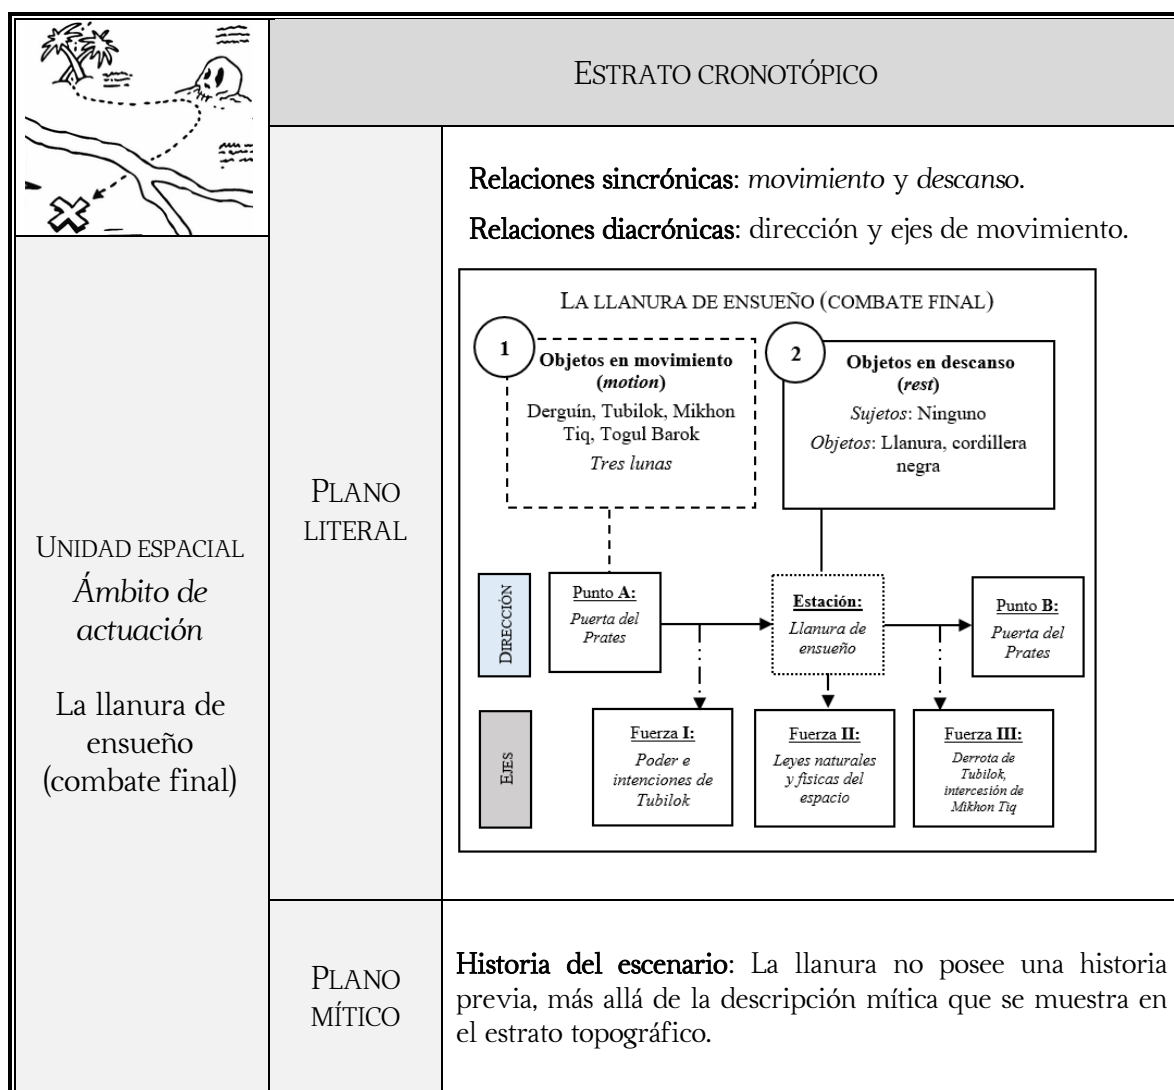 ESTRATO CRONOTÓPICO
UNIDAD ESPACIAL
Ámbito de
actuación
La llanura de
ensueño
(combate final)
PLANO
LITERAL
Relaciones sincrónicas: movimiento y descanso.
Relaciones diacrónicas: dirección y ejes de movimiento.
LA LLANURA DE ENSUEÑO (COMBATE FINAL)
1
Objetos en movimiento
(motion)
Derguín, Tubilok, Mikhon
Tiq, Togul Barok
Tres lunas
2
Objetos en descanso
(rest)
Sujetos: Ninguno
Objetos: Llanura, cordillera
negra
DIRECCIÓN
Punto A:
Puerta del
Prates
Estación:
Llanura de
ensueño
Punto B:
Puerta del
Prates
EJES
Fuerza I:
Poder e
intenciones de
Tubilok
Fuerza II:
Leyes naturales
y físicas del
espacio
Fuerza III:
Derrota de
Tubilok,
intercesión de
Mikhon Tiq
PLANO
MÍTICO
Historia del escenario: La llanura no posee una historia
previa, más allá de la descripción mítica que se muestra en
el estrato topográfico.